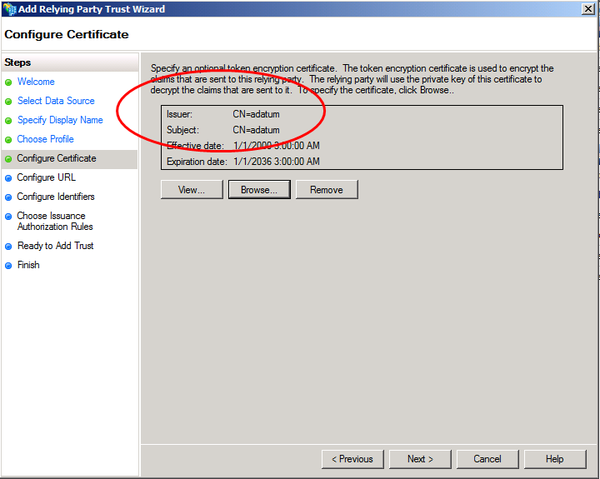 Add Relying Party Trust Wizard
Configure Certificate
Steps
Welcome
Select Data Source
Specify Display Name
Choose Profile
Configure Certificate
Configure URL
Configure Identifiers
Choose Issuance
Authorization Rules
Ready to Add Trust
Finish
Specify an optional token encryption certificate. The token encryption certificate is used to encrypt the
claims that are sent to this relying party. The relying party will use the private key of this certificate to
decrypt the claims that are sent to it. To specify the certificate, click Browse..
Issuer: CN=adatum
Subject: CN=adatum
Effective date: 1/1/2000 3:00:00 AM
Expiration date: 1/1/2036 3:00:00 AM
View... Browse... Remove
< Previous Next > Cancel Help